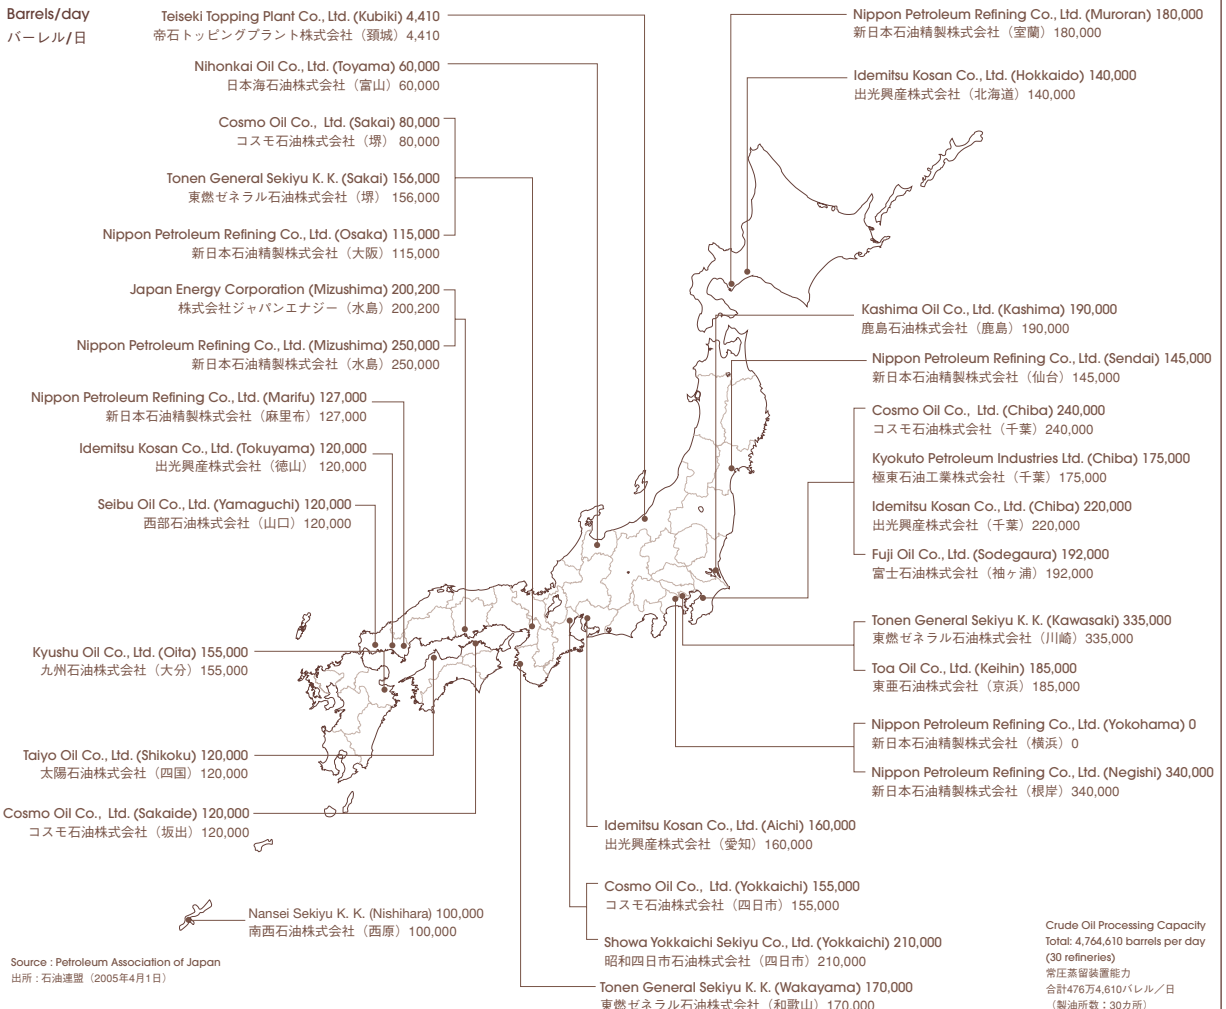 Barrels/day
バーレル/日
Teiseki Topping Plant Co., Ltd. (Kubiki) 4,410
帝石トッピングプラント株式会社（頚城）4,410
Nihonkai Oil Co., Ltd. (Toyama) 60,000
日本海石油株式会社（富山）60,000
Cosmo Oil Co., Ltd. (Sakai) 80,000
コスモ石油株式会社（堺）80,000
Tonen General Sekiyu K. K. (Sakai) 156,000
東燃ゼネラル石油株式会社（堺）156,000
Nippon Petroleum Refining Co., Ltd. (Osaka) 115,000
新日本石油精製株式会社（大阪）115,000
Japan Energy Corporation (Mizushima) 200,200
株式会社ジャパンエナジー（水島）200,200
Nippon Petroleum Refining Co., Ltd. (Mizushima) 250,000
新日本石油精製株式会社（水島）250,000
Nippon Petroleum Refining Co., Ltd. (Marifu) 127,000
新日本石油精製株式会社（麻里布）127,000
Idemitsu Kosan Co., Ltd. (Tokuyama) 120,000
出光興産株式会社（徳山）120,000
Seibu Oil Co., Ltd. (Yamaguchi) 120,000
西部石油株式会社（山口）120,000
Kyushu Oil Co., Ltd. (Oita) 155,000
九州石油株式会社（大分）155,000
Taiyo Oil Co., Ltd. (Shikoku) 120,000
太陽石油株式会社（四国）120,000
Cosmo Oil Co., Ltd. (Sakaide) 120,000
コスモ石油株式会社（坂出）120,000
Nansei Sekiyu K. K. (Nishihara) 100,000
南西石油株式会社（西原）100,000
Source : Petroleum Association of Japan
出所：石油連盟（2005年4月1日）
Nippon Petroleum Refining Co., Ltd. (Muroran) 180,000
新日本石油精製株式会社（室蘭）180,000
Idemitsu Kosan Co., Ltd. (Hokkaido) 140,000
出光興産株式会社（北海道）140,000
Kashima Oil Co., Ltd. (Kashima) 190,000
鹿島石油株式会社（鹿島）190,000
Nippon Petroleum Refining Co., Ltd. (Sendai) 145,000
新日本石油精製株式会社（仙台）145,000
Cosmo Oil Co., Ltd. (Chiba) 240,000
コスモ石油株式会社（千葉）240,000
Kyokuto Petroleum Industries Ltd. (Chiba) 175,000
極東石油工業株式会社（千葉）175,000
Idemitsu Kosan Co., Ltd. (Chiba) 220,000
出光興産株式会社（千葉）220,000
Fuji Oil Co., Ltd. (Sodegaura) 192,000
富士石油株式会社（袖ヶ浦）192,000
Tonen General Sekiyu K. K. (Kawasaki) 335,000
東燃ゼネラル石油株式会社（川崎）335,000
Toa Oil Co., Ltd. (Keihin) 185,000
東亜石油株式会社（京浜）185,000
Nippon Petroleum Refining Co., Ltd. (Yokohama) 0
新日本石油精製株式会社（横浜）0
Nippon Petroleum Refining Co., Ltd. (Negishi) 340,000
新日本石油精製株式会社（根岸）340,000
Idemitsu Kosan Co., Ltd. (Aichi) 160,000
出光興産株式会社（愛知）160,000
Cosmo Oil Co., Ltd. (Yokkaichi) 155,000
コスモ石油株式会社（四日市）155,000
Showa Yokkaichi Sekiyu Co., Ltd. (Yokkaichi) 210,000
昭和四日市石油株式会社（四日市）210,000
Tonen General Sekiyu K. K. (Wakayama) 170,000
東燃ゼネラル石油株式会社（和歌山）170,000
Crude Oil Processing Capacity
Total: 4,764,610 barrels per day
(30 refineries)
常圧蒸留装置能力
合計476万4,610バレル／日
（製油所数：30カ所）